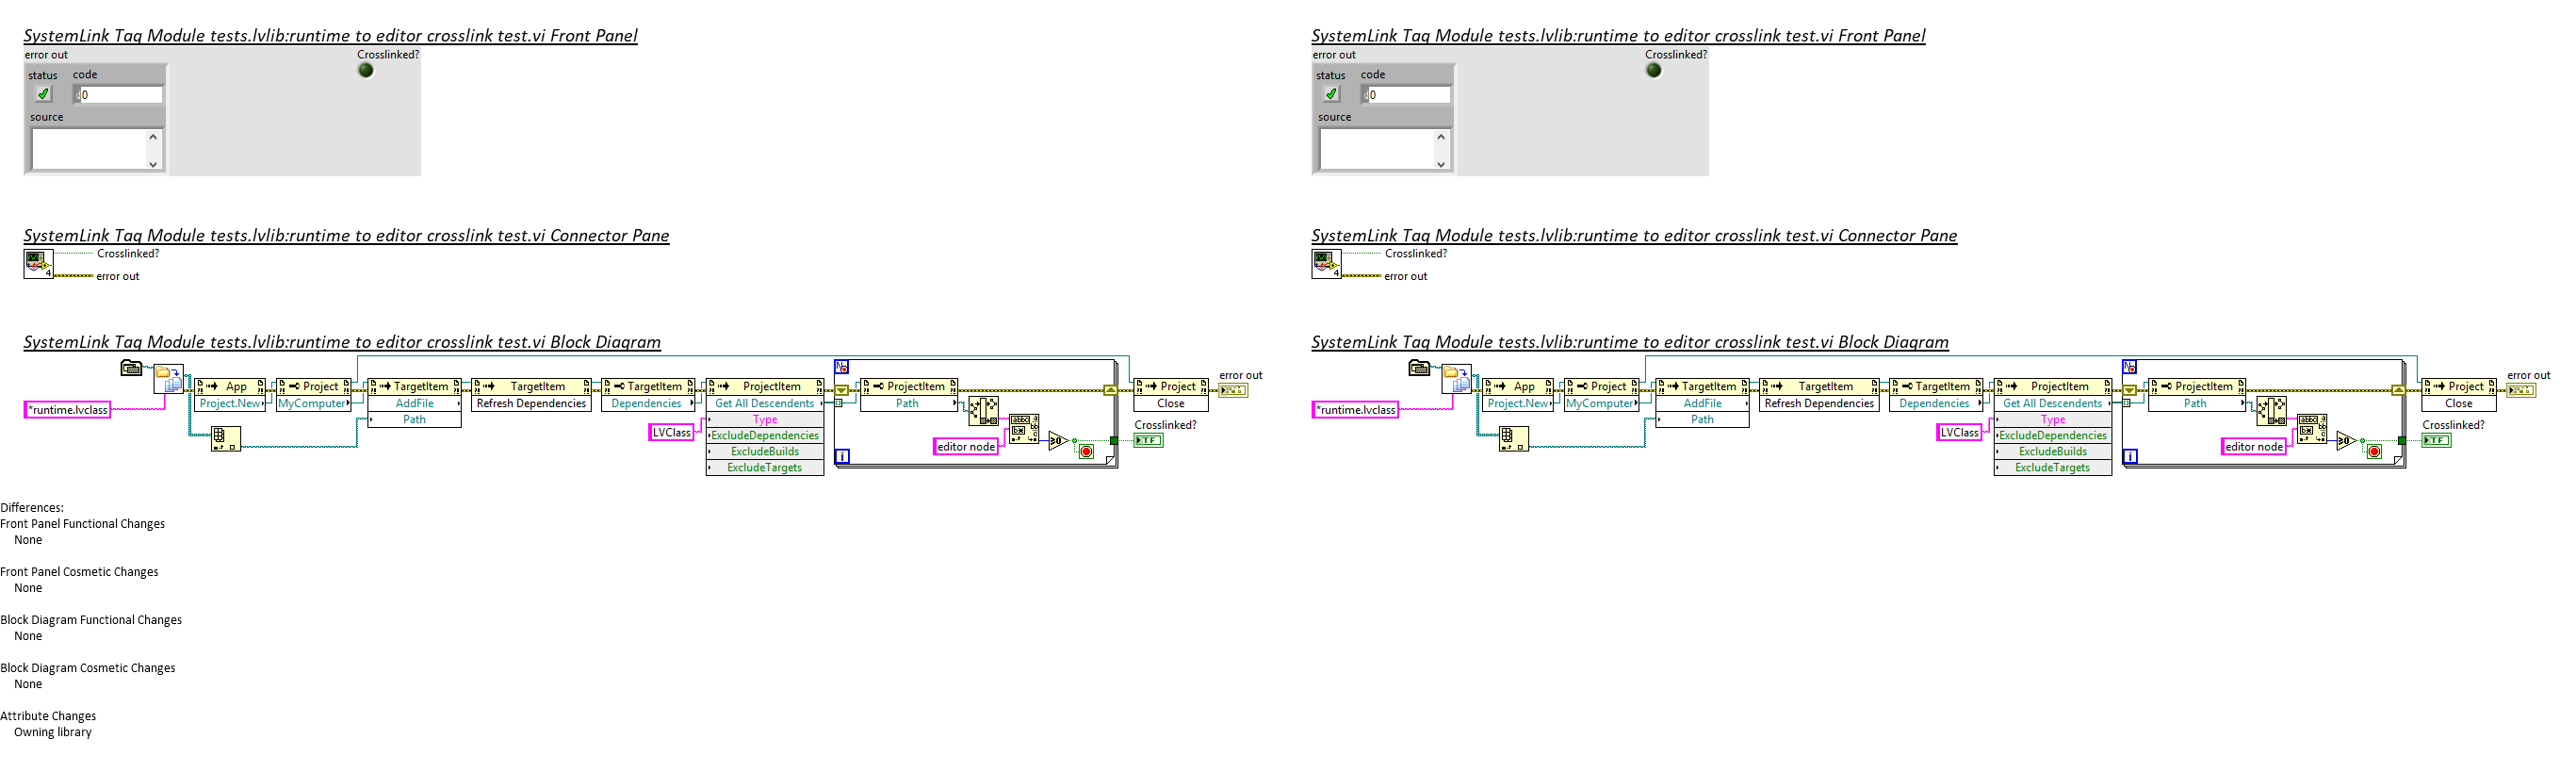 SystemLink Tag Module tests.lvlib:runtime to editor crosslink test.vi Front Panel
error out
Crosslinked?
status
code
0
source
SystemLink Tag Module tests.lvlib:runtime to editor crosslink test.vi Connector Pane
Crosslinked?
4
error out
SystemLink Tag Module tests.lvlib:runtime to editor crosslink test.vi Block Diagram
*runtime.lvclass
App
Project.New
Project
MyComputer
TargetItem
AddFile
Path
TargetItem
Refresh Dependencies
TargetItem
Dependencies
ProjectItem
Get All Descendents
Type
ExcludeDependencies
ExcludeBuilds
ExcludeTargets
LVClass
N
i
ProjectItem
Path
editor node
≥0
Project
Close
error out
Crosslinked?
TF
SystemLink Tag Module tests.lvlib:runtime to editor crosslink test.vi Front Panel
error out
Crosslinked?
status
code
0
source
SystemLink Tag Module tests.lvlib:runtime to editor crosslink test.vi Connector Pane
Crosslinked?
4
error out
SystemLink Tag Module tests.lvlib:runtime to editor crosslink test.vi Block Diagram
*runtime.lvclass
App
Project.New
Project
MyComputer
TargetItem
AddFile
Path
TargetItem
Refresh Dependencies
TargetItem
Dependencies
ProjectItem
Get All Descendents
Type
ExcludeDependencies
ExcludeBuilds
ExcludeTargets
LVClass
N
i
ProjectItem
Path
editor node
≥0
Project
Close
error out
Crosslinked?
TF
Differences:
Front Panel Functional Changes
None
Front Panel Cosmetic Changes
None
Block Diagram Functional Changes
None
Block Diagram Cosmetic Changes
None
Attribute Changes
Owning library